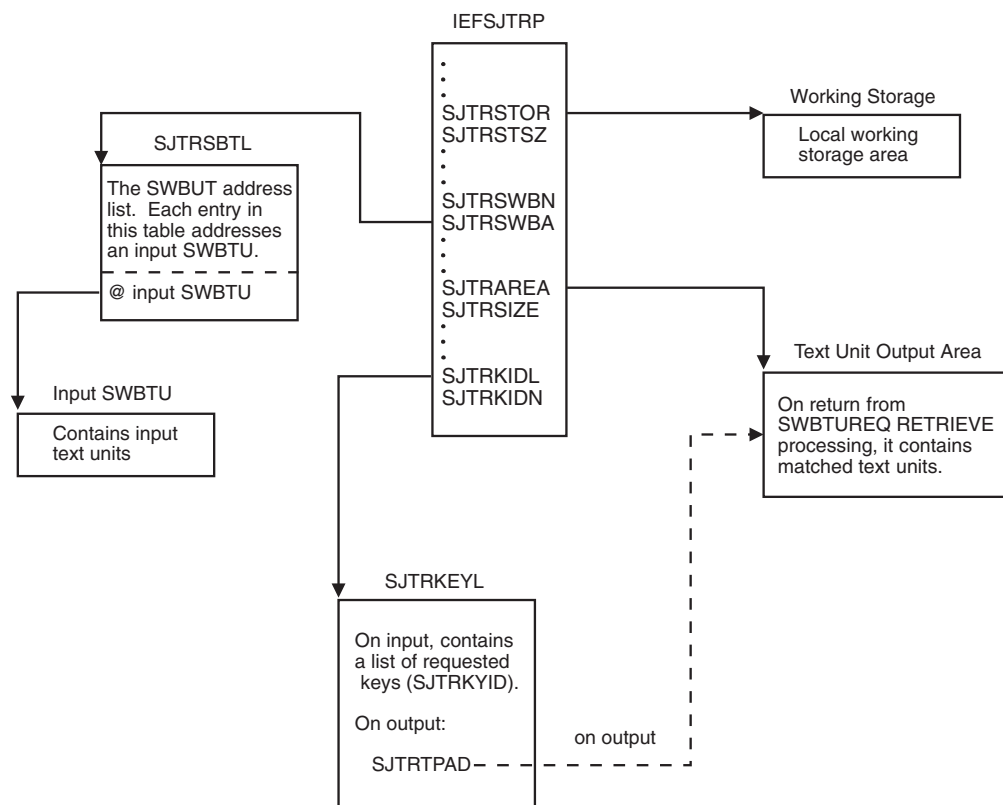 IEFSJTRP
SJTRSTOR
SJTRSTSZ
SJTRSWBN
SJTRSWBA
SJTRAREA
SJTRSIZE
SJTRKIDL
SJTRKIDN
Working Storage
Local working
storage area
SJTRSBTL
The SWBUT address
list. Each entry in
this table addresses
an input SWBTU.
@ input SWBTU
Input SWBTU
Contains input
text units
Text Unit Output Area
On return from
SWBTUREQ RETRIEVE
processing, it contains
matched text units.
SJTRKEYL
On input, contains
a list of requested
keys (SJTRKYID).
On output:
SJTRTPAD
on output